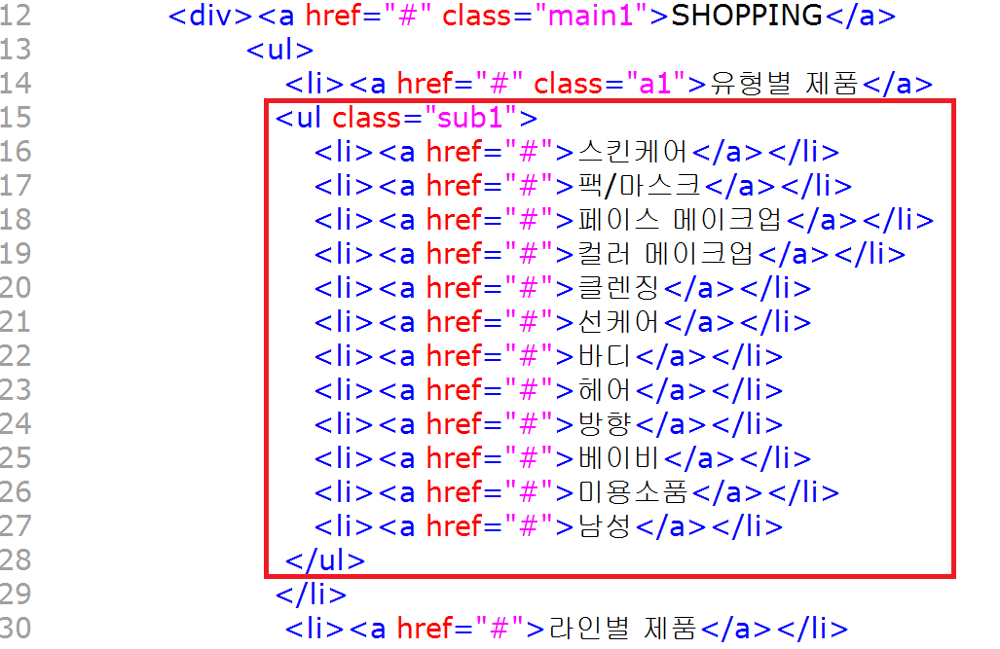 12 <div><a href="#" class="main1">SHOPPING</a>
13 <ul>
14 <li><a href="#" class="a1">유형별 제품</a>
15 <ul class="sub1">
16 <li><a href="#">스킨케어</a></li>
17 <li><a href="#">팩/마스크</a></li>
18 <li><a href="#">페이스 메이크업</a></li>
19 <li><a href="#">컬러 메이크업</a></li>
20 <li><a href="#">클렌징</a></li>
21 <li><a href="#">선케어</a></li>
22 <li><a href="#">바디</a></li>
23 <li><a href="#">헤어</a></li>
24 <li><a href="#">방향</a></li>
25 <li><a href="#">베이비</a></li>
26 <li><a href="#">미용소품</a></li>
27 <li><a href="#">남성</a></li>
28 </ul>
29 </li>
30 <li><a href="#">라인별 제품</a></li>